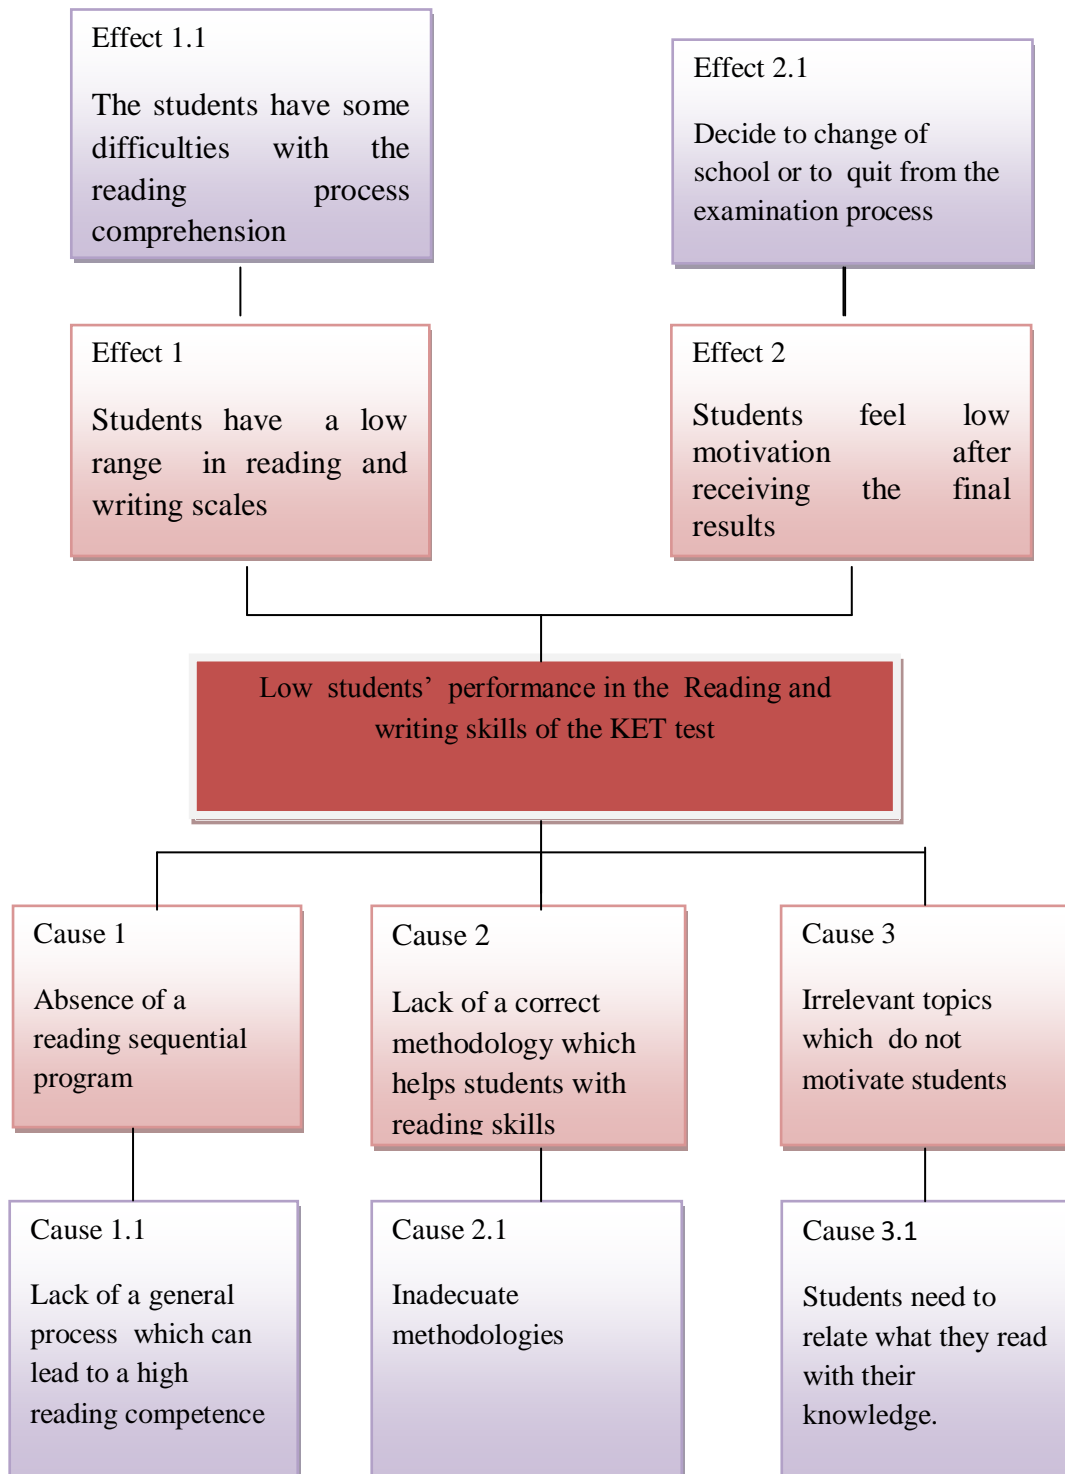 Effect 1.1
The students have some
difficulties with the
reading process
comprehension
Effect 2.1
Decide to change of
school or to quit from the
examination process
Effect 1
Students have a low
range in reading and
writing scales
Effect 2
Students feel low
motivation after
receiving the final
results
Low students’ performance in the Reading and
writing skills of the KET test
Cause 1
Absence of a
reading sequential
program
Cause 2
Lack of a correct
methodology which
helps students with
reading skills
Cause 3
Irrelevant topics
which do not
motivate students
Cause 1.1
Lack of a general
process which can
lead to a high
reading competence
Cause 2.1
Inadecuate
methodologies
Cause 3.1
Students need to
relate what they read
with their
knowledge.